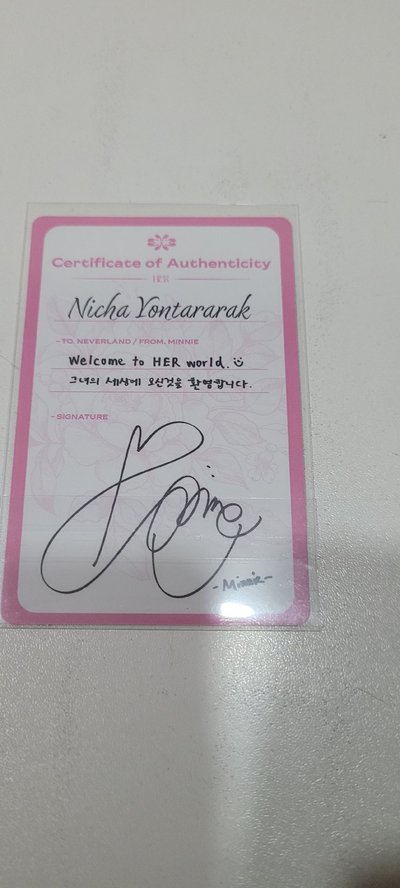 Certificate of Authenticity
HER
Nicha Yontararak
- TO. NEVERLAND / FROM. MINNIE
Welcome to HER world.
그녀의 세상에 오신것을 환영합니다.
- SIGNATURE
-Minnie-